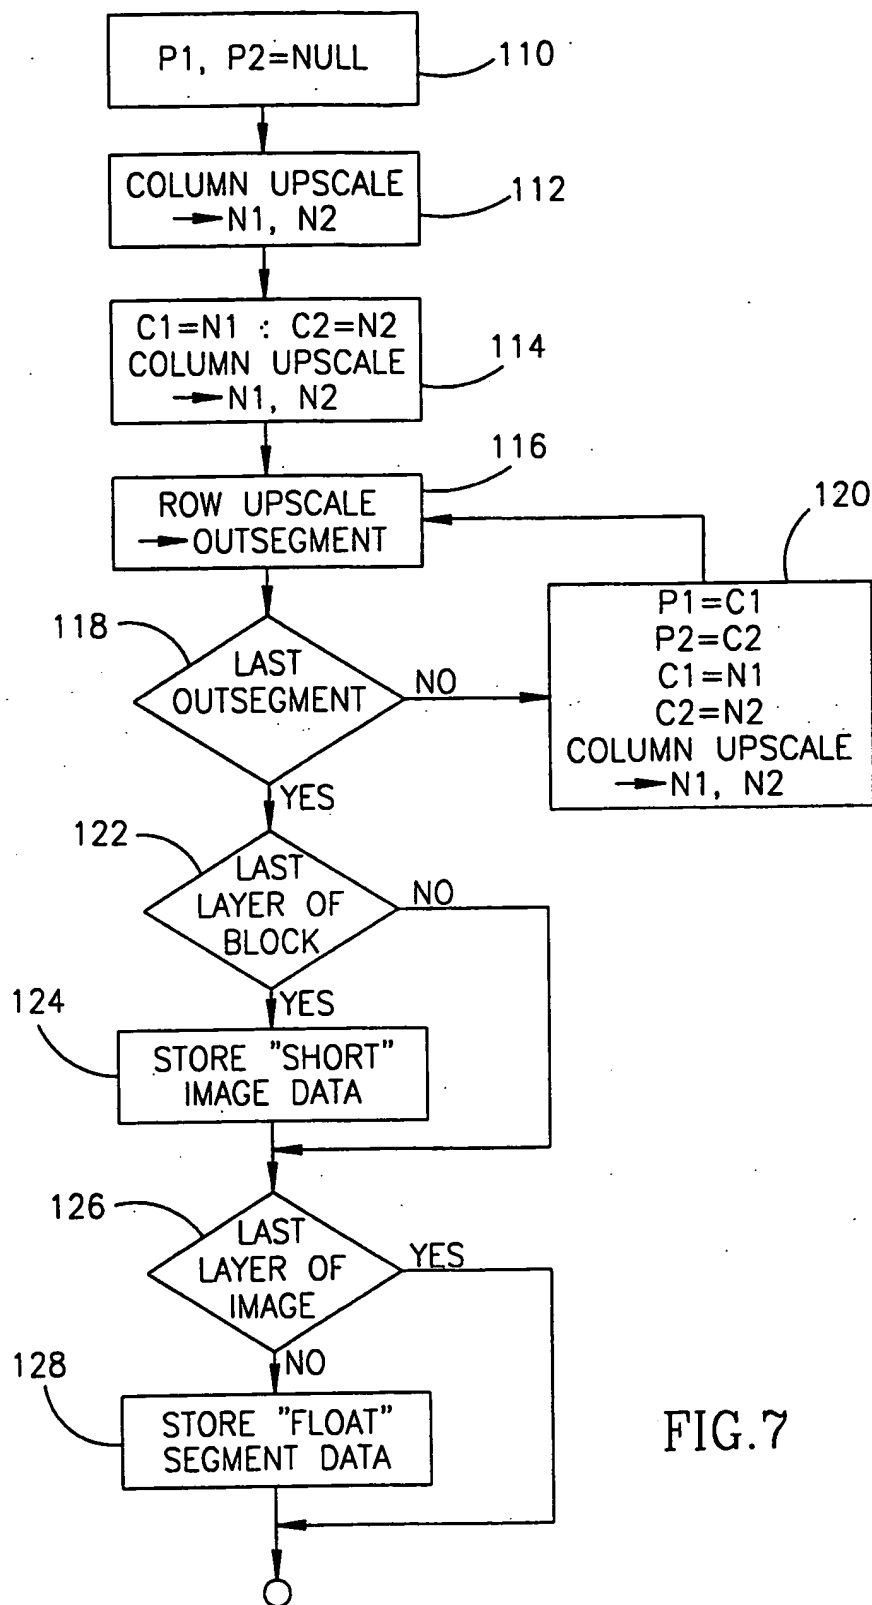 P1, P2=NULL
110
COLUMN UPSCALE
→N1, N2
112
C1=N1 : C2=N2
COLUMN UPSCALE
→N1, N2
114
116
ROW UPSCALE
→OUTSEGMENT
120
P1=C1
P2=C2
C1=N1
C2=N2
COLUMN UPSCALE
→N1, N2
118
LAST
OUTSEGMENT
NO
YES
122
LAST
LAYER OF
BLOCK
NO
YES
124
STORE "SHORT"
IMAGE DATA
126
LAST
LAYER OF
IMAGE
YES
NO
128
STORE "FLOAT"
SEGMENT DATA
FIG.7